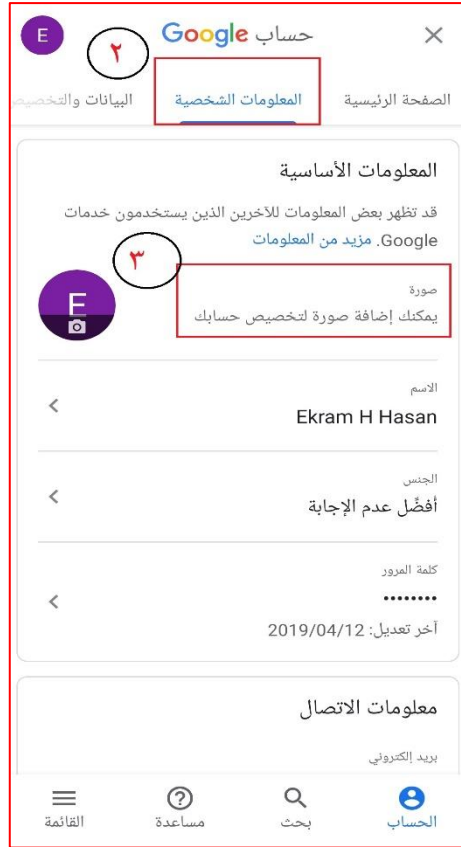 حساب Google
E
٢
الصفحة الرئيسية
المعلومات الشخصية
البيانات والتخصيص
المعلومات الأساسية
قد تظهر بعض المعلومات للآخرين الذين يستخدمون خدمات
Google. مزيد من المعلومات
٣
صورة
يمكنك إضافة صورة لتخصيص حسابك
E
الاسم
Ekram H Hasan
الجنس
أفضِّل عدم الإجابة
كلمة المرور
••••••••
آخر تعديل: 2019/04/12
معلومات الاتصال
بريد إلكتروني
الحساب
بحث
مساعدة
القائمة